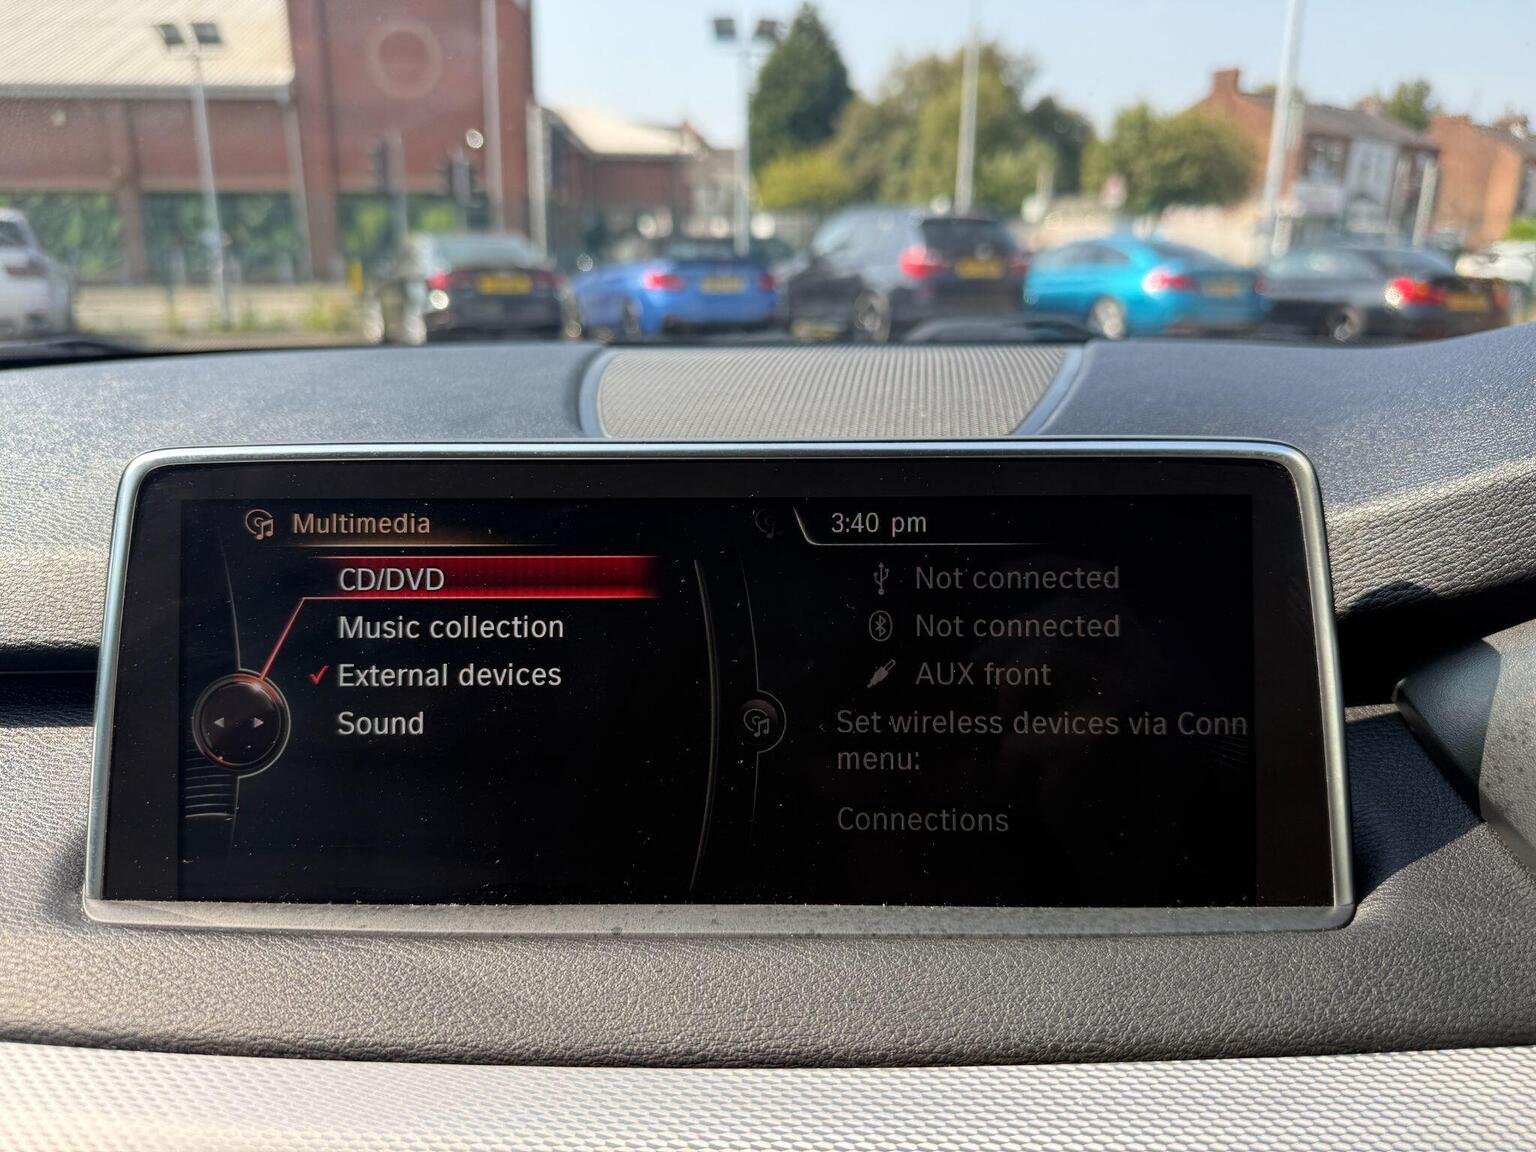 Multimedia
3:40 pm
CD/DVD
Music collection
External devices
Sound
Not connected
Not connected
AUX front
Set wireless devices via Conn
menu:
Connections